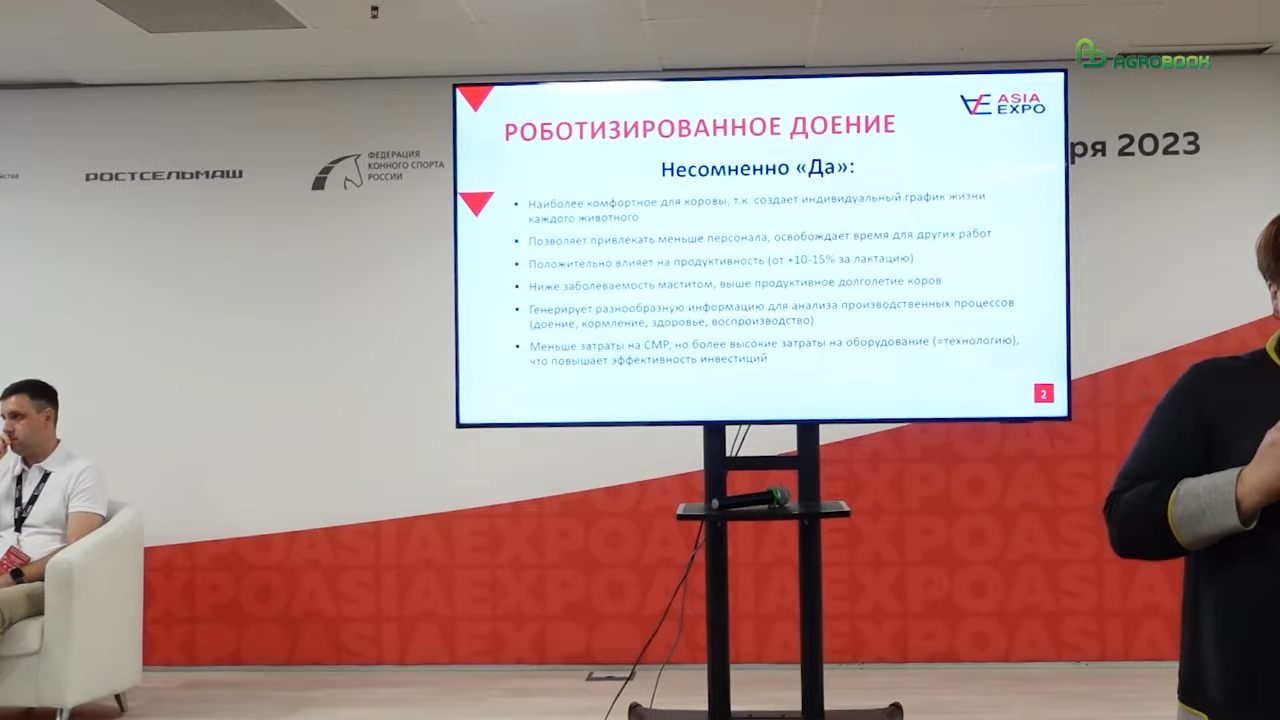 AGROBOOK
йства
РОСТСЕЛЬМАШ
ФЕДЕРАЦИЯ
КОННОГО СПОРТА
РОССИИ
ря 2023
ASIA
EXPO
РОБОТИЗИРОВАННОЕ ДОЕНИЕ
Несомненно «Да»:
▪ Наиболее комфортное для коровы, т.к. создает индивидуальный график жизни
каждого животного
▪ Позволяет привлекать меньше персонала, освобождает время для других работ
▪ Положительно влияет на продуктивность (от +10-15% за лактацию)
▪ Ниже заболеваемость маститом, выше продуктивное долголетие коров
▪ Генерирует разнообразную информацию для анализа производственных процессов
(доение, кормление, здоровье, воспроизводство)
▪ Меньше затраты на СМР, но более высокие затраты на оборудование (=технологию),
что повышает эффективность инвестиций
2
EXPOASIAEXPOASIAEXPOASIA